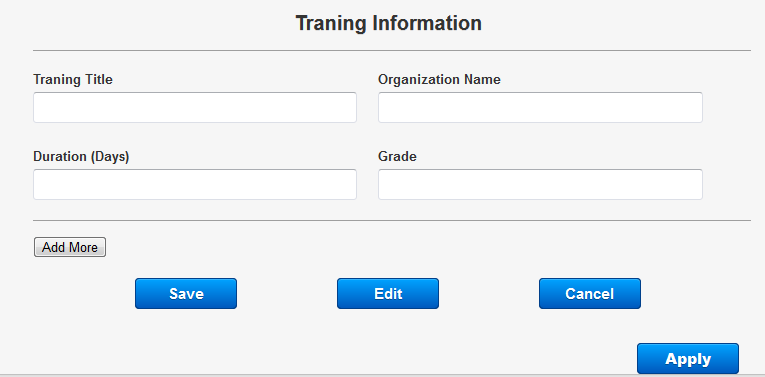 Traning Information
Traning Title Organization Name
Duration (Days) Grade
Add More
Save Edit Cancel
Apply